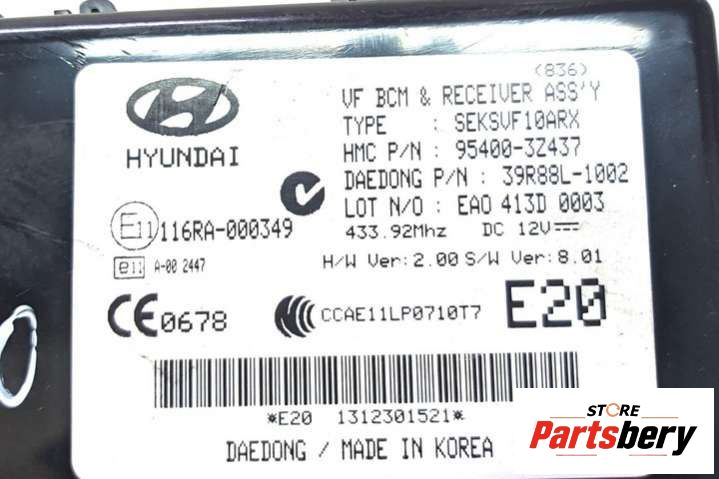 (836)
VF BCM & RECEIVER ASS'Y
TYPE : SEKSVF10ARX
HMC P/N : 95400-3Z437
DAEDONG P/N : 39R88L-1002
LOT N/O : EAO 413D 0003
433.92Mhz DC 12V
H/W Ver:2.00 S/W Ver:8.01
HYUNDAI
E11 116RA-000349
e11 A-00 2447
CE0678
CCAE11LP0710T7
E20
*E20 1312301521*
DAEDONG / MADE IN KOREA
STORE
Partsbery